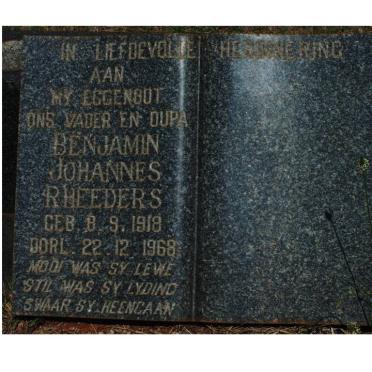 IN LIEFDEVOLLE HERINNERING
AAN
MY EGGENOOT
ONS VADER EN OUPA
BENJAMIN
JOHANNES
RHEEDERS
GEB. 8. 9. 1918
OORL. 22. 12. 1968
MOOI WAS SY LEWE
STIL WAS SY LYDING
SWAAR SY HEENGAAN